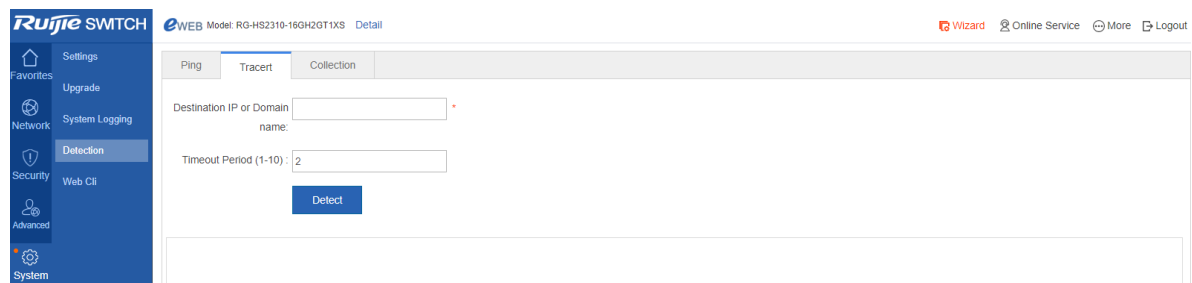 Ruijie SWITCH
eWEB Model: RG-HS2310-16GH2GT1XS Detail
Wizard Online Service More Logout
Favorites
Network
Security
Advanced
System
Settings
Upgrade
System Logging
Detection
Web Cli
Ping Tracert Collection
Destination IP or Domain
name: *
Timeout Period (1-10) : 2
Detect